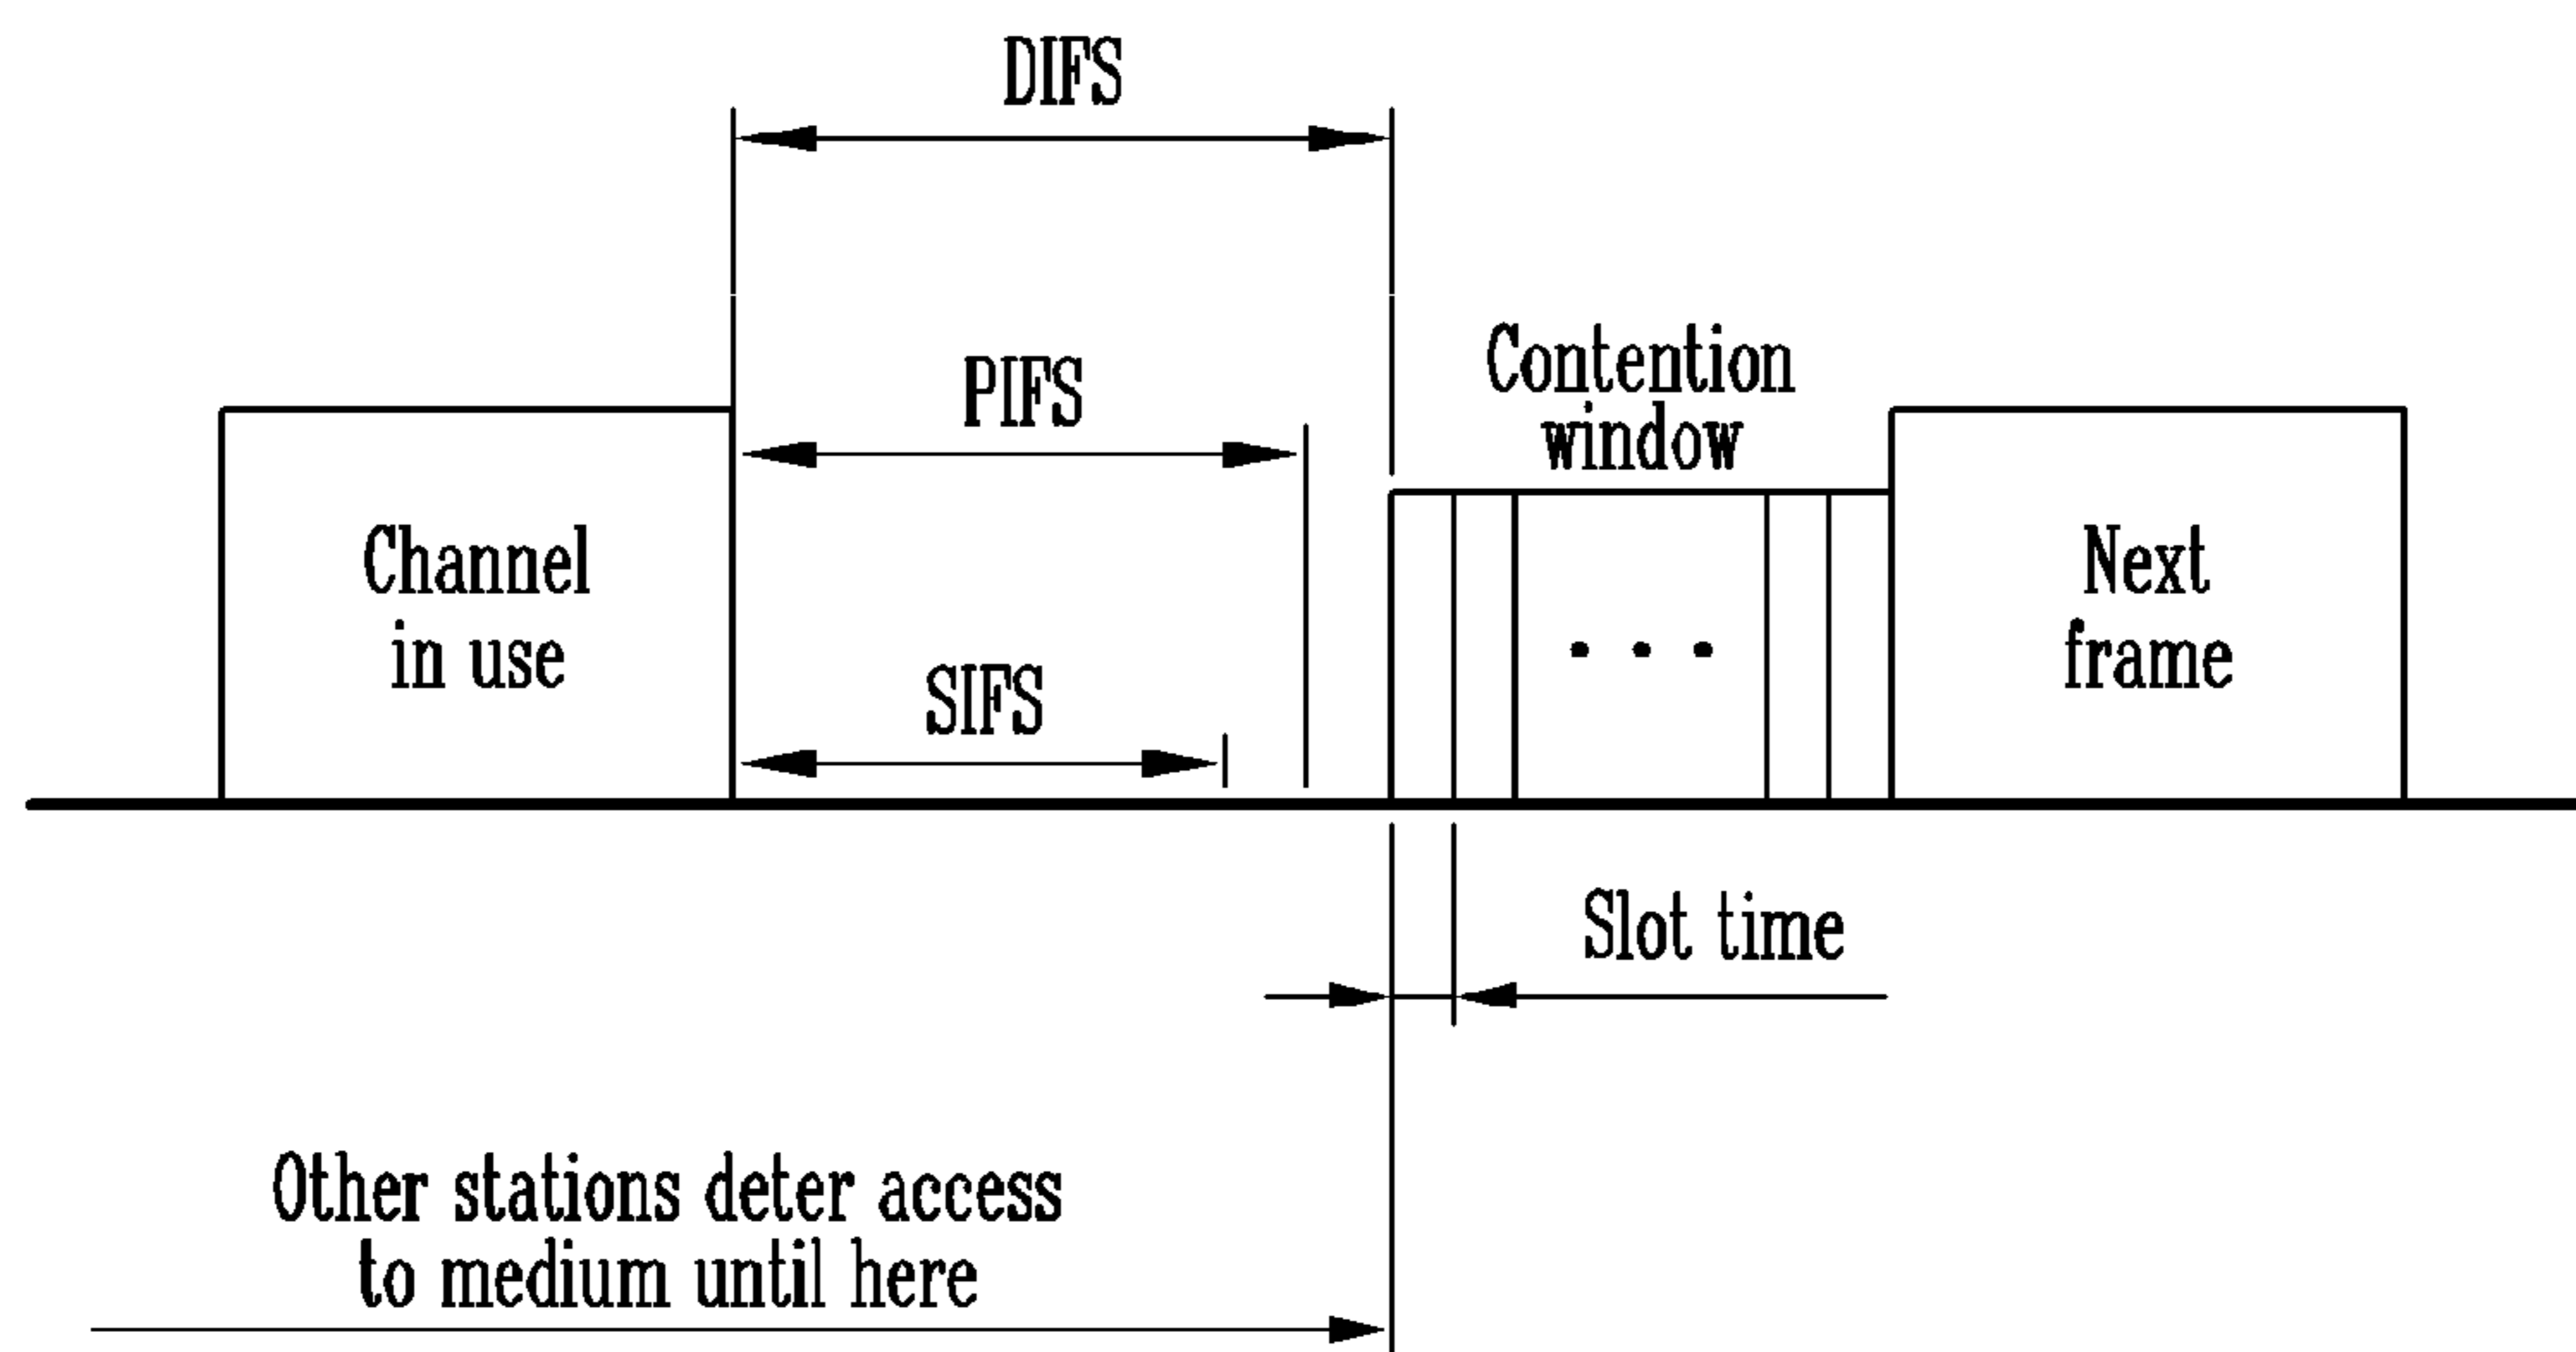 DIFS
PIFS
Contention
window
Channel
in use
SIFS
Next
frame
Slot time
Other stations deter access
to medium until here